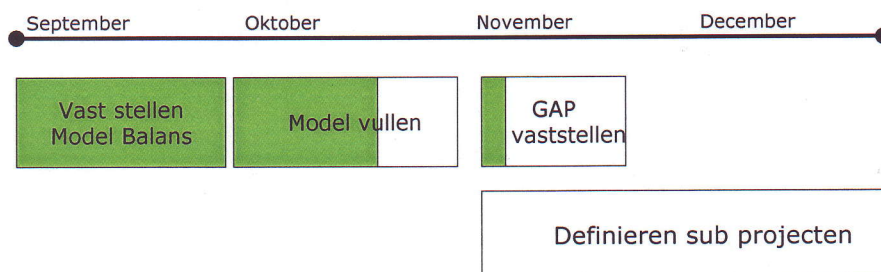 September Oktober November December
Vast stellen
Model Balans
Model vullen
GAP
vaststellen
Definieren sub projecten